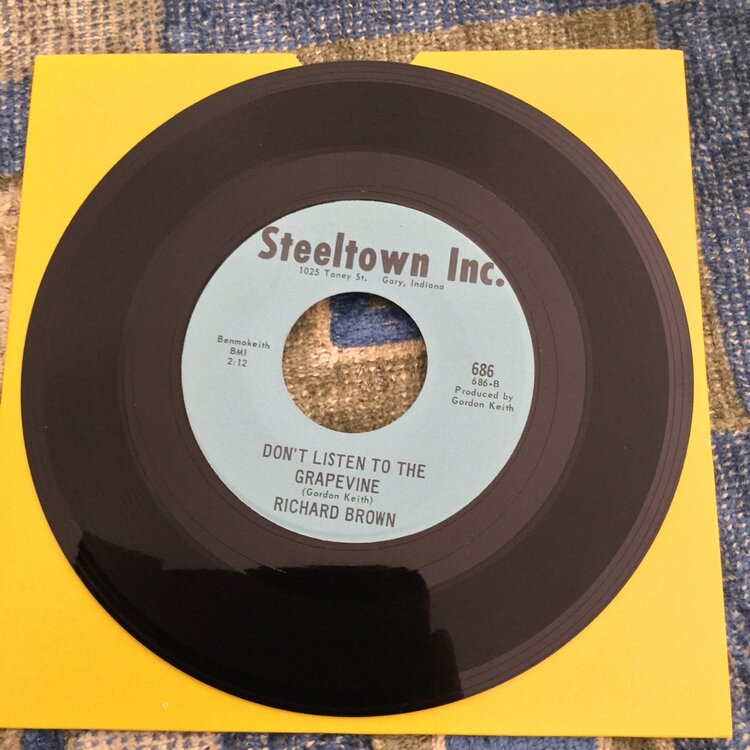 Steeltown Inc.
1025 Taney St. Gary, Indiana
Benmokeith
BMI
2:12
686
686-B
Produced by
Gordon Keith
DON'T LISTEN TO THE
GRAPEVINE
(Gordon Keith)
RICHARD BROWN